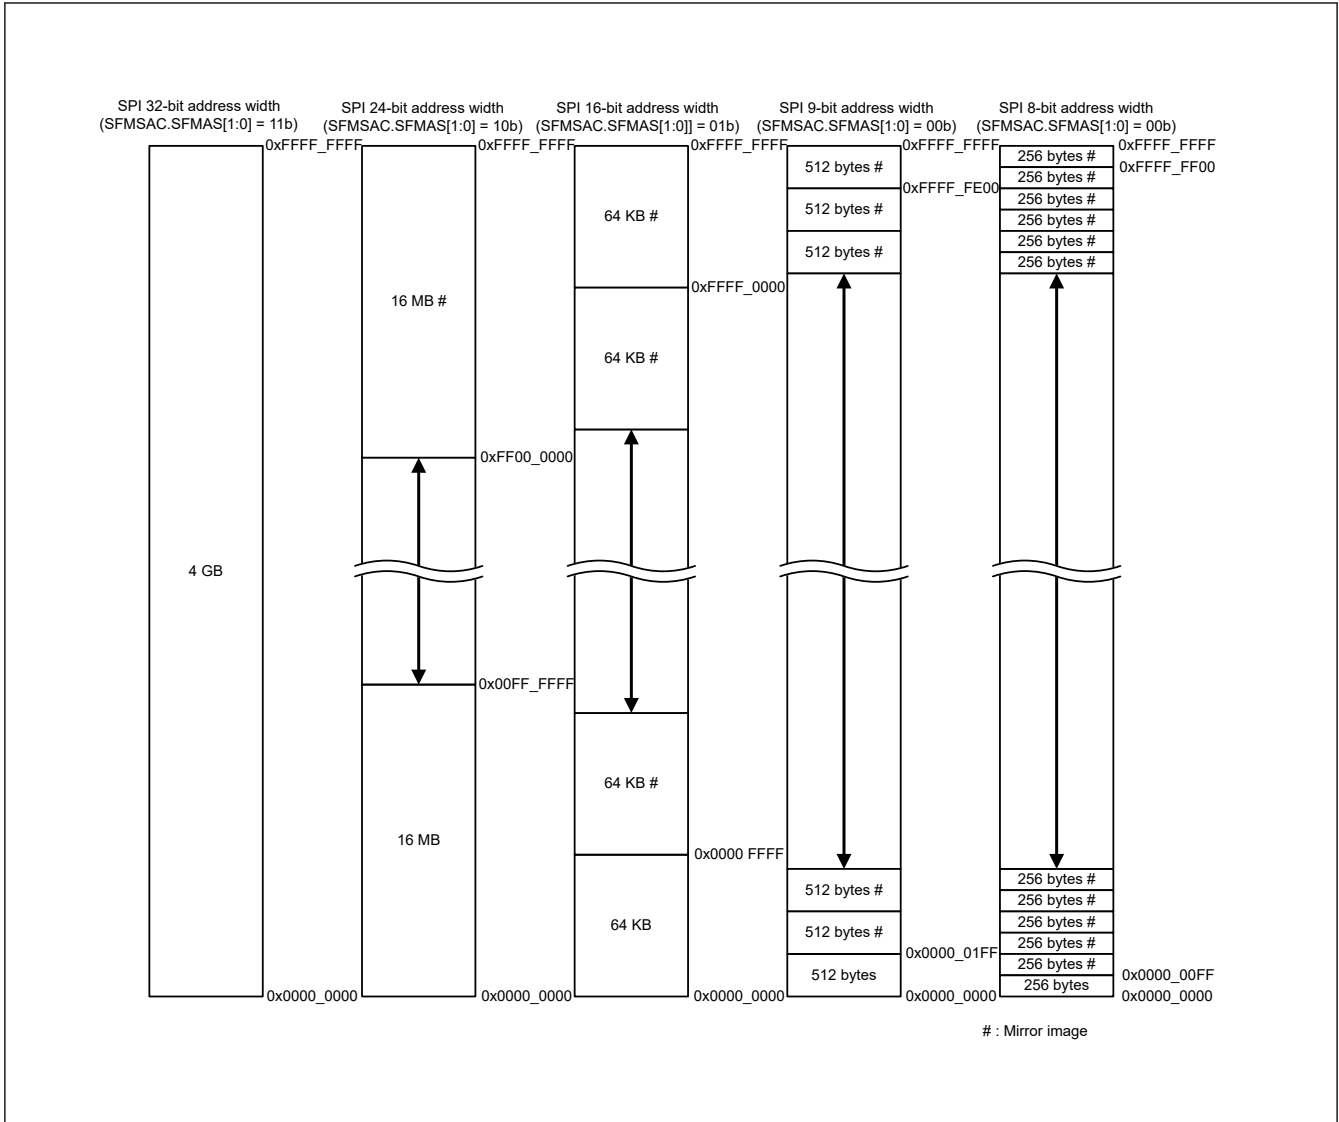 SPI 32-bit address width
(SFMSAC.SFMAS[1:0] = 11b)
0xFFFF_FFFF
4 GB
0x0000_0000
SPI 24-bit address width
(SFMSAC.SFMAS[1:0] = 10b)
0xFFFF_FFFF
16 MB #
0xFF00_0000
0x00FF_FFFF
16 MB
0x0000_0000
SPI 16-bit address width
(SFMSAC.SFMAS[1:0]] = 01b)
0xFFFF_FFFF
64 KB #
0xFFFF_0000
64 KB #
64 KB #
0x0000 FFFF
64 KB
0x0000_0000
SPI 9-bit address width
(SFMSAC.SFMAS[1:0] = 00b)
0xFFFF_FFFF
512 bytes #
0xFFFF_FE00
512 bytes #
512 bytes #
512 bytes #
512 bytes #
0x0000_01FF
512 bytes
0x0000_0000
SPI 8-bit address width
(SFMSAC.SFMAS[1:0] = 00b)
0xFFFF_FFFF
256 bytes #
0xFFFF_FF00
256 bytes #
256 bytes #
256 bytes #
256 bytes #
256 bytes #
256 bytes #
256 bytes #
256 bytes #
256 bytes #
256 bytes #
0x0000_00FF
256 bytes
0x0000_0000
# : Mirror image